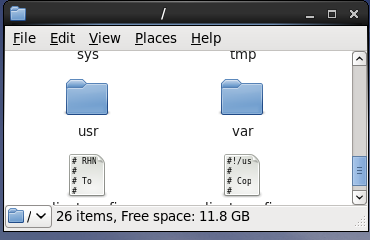 /
File Edit View Places Help
sys tmp
usr var
# RHN #!/us
# #
# To # Cop
# #
/ 26 items, Free space: 11.8 GB